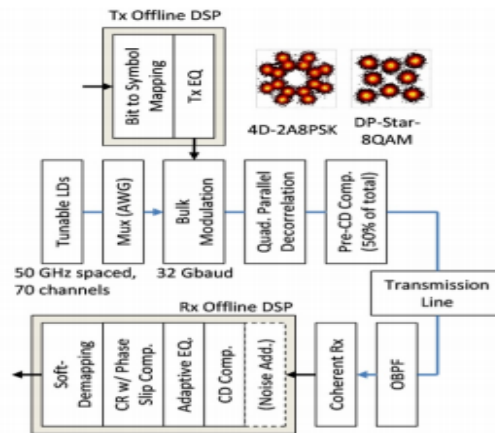 Tx Offline DSP
Bit to Symbol
Mapping
Tx EQ
4D-2A8PSK
DP-Star-
8QAM
Tunable LDs
Mux (AWG)
Bulk
Modulation
Quad. Parallel
Decorrelation
Pre-CD Comp.
(50% of total)
50 GHz spaced,
70 channels
32 Gbaud
Transmission
Line
Rx Offline DSP
Soft-
Demapping
CR w/ Phase
Slip Comp.
Adaptive EQ,
CD Comp.
(Noise Add.)
Coherent Rx
OBPF